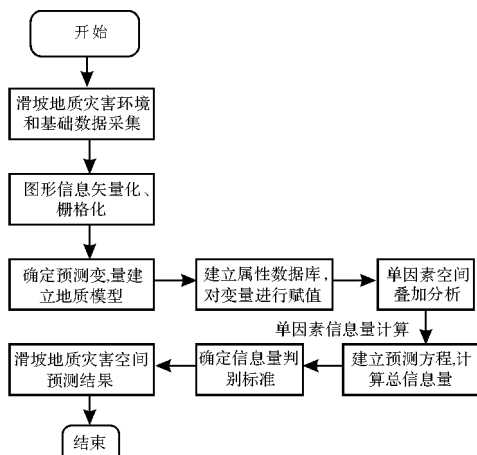 开始
滑坡地质灾害环境
和基础数据采集
图形信息矢量化、
栅格化
确定预测变,量建
立地质模型
建立属性数据库,
对变量进行赋值
单因素空间
叠加分析
单因素信息量计算
建立预测方程,计
算总信息量
确定信息量判
别标准
滑坡地质灾害空间
预测结果
结束